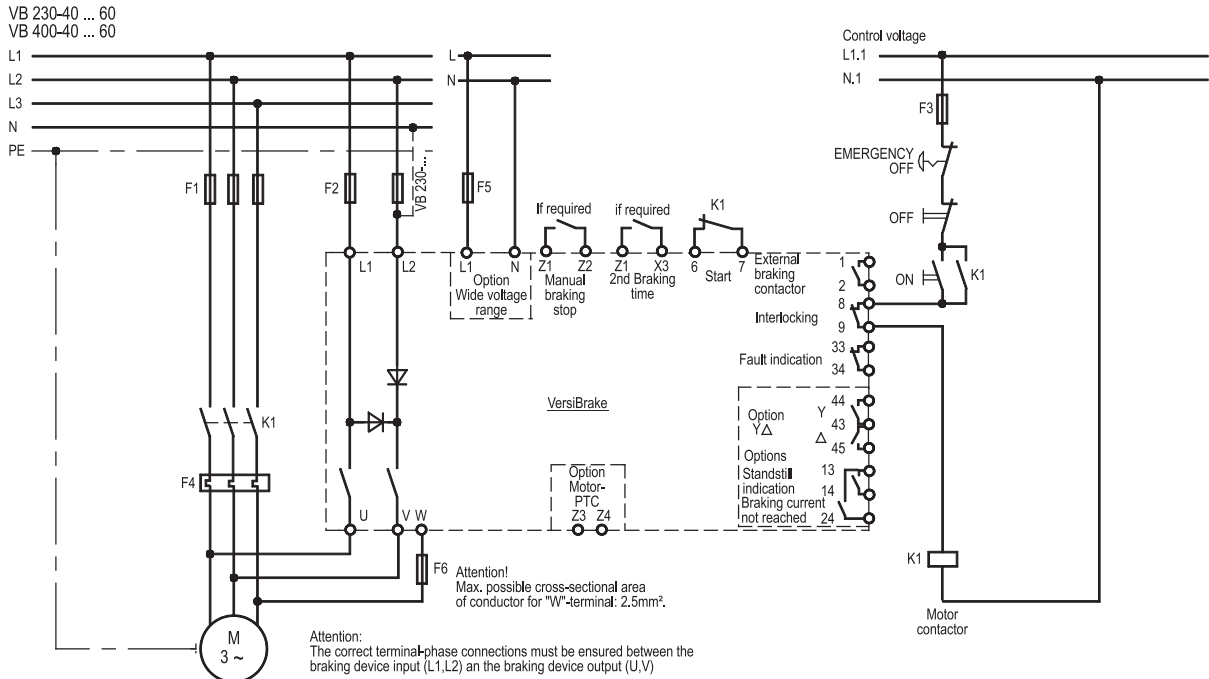 VB 230-40 ... 60
VB 400-40 ... 60
L1
L2
L3
N
PE
L
N
Control voltage
L1.1
N.1
F1
F2
VB 230-...
F5
F3
EMERGENCY
OFF
OFF
ON
K1
If required
if required
K1
L1
L2
L1
N
Z1
Z2
Z1
X3
6
7
Option
Wide voltage
range
Manual
braking
stop
2nd Braking
time
Start
External
braking
contactor
1
2
8
Interlocking
9
33
Fault indication
34
VersiBrake
Option
Y△
Y
△
44
43
45
Options
Standstill
indication
Braking current
not reached
13
14
24
K1
F4
U
V
W
Option
Motor-
PTC
Z3
Z4
F6
Attention!
Max. possible cross-sectional area
of conductor for "W"-terminal: 2.5mm².
K1
Motor
contactor
M
3 ~
Attention:
The correct terminal-phase connections must be ensured between the
braking device input (L1,L2) an the braking device output (U,V)